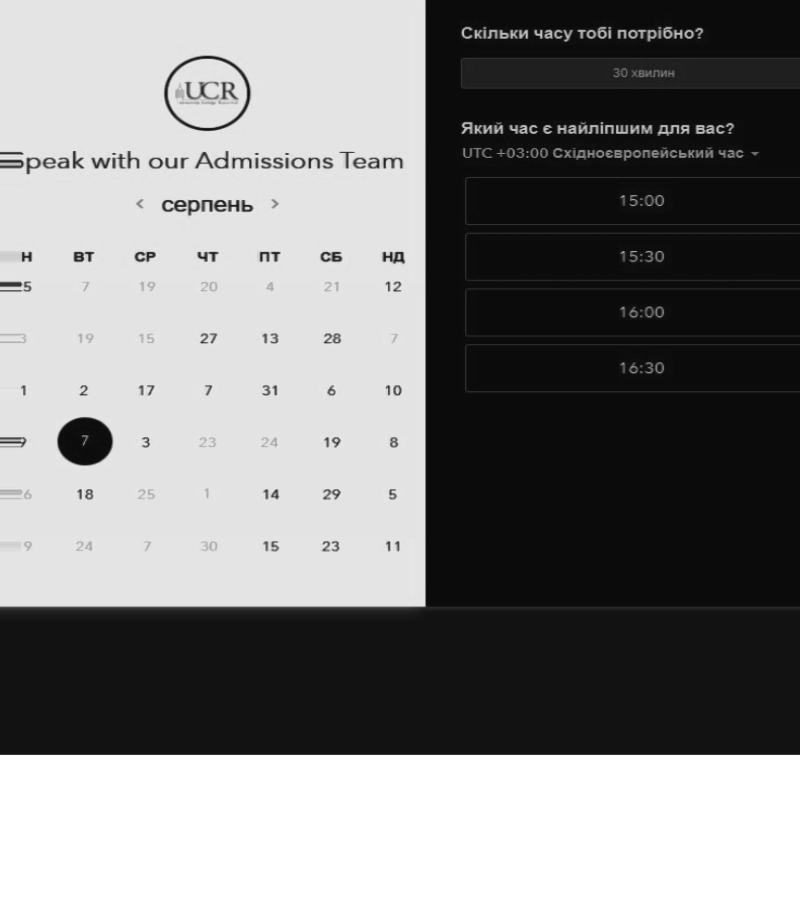 UCR
Speak with our Admissions Team
серпень
Н ВТ СР ЧТ ПТ СБ НД
5 7 19 20 4 21 12
3 19 15 27 13 28 7
1 2 17 7 31 6 10
9 7 3 23 24 19 8
6 18 25 1 14 29 5
9 24 7 30 15 23 11
Скільки часу тобі потрібно?
30 хвилин
Який час є найліпшим для вас?
UTC +03:00 Східноєвропейський час
15:00
15:30
16:00
16:30